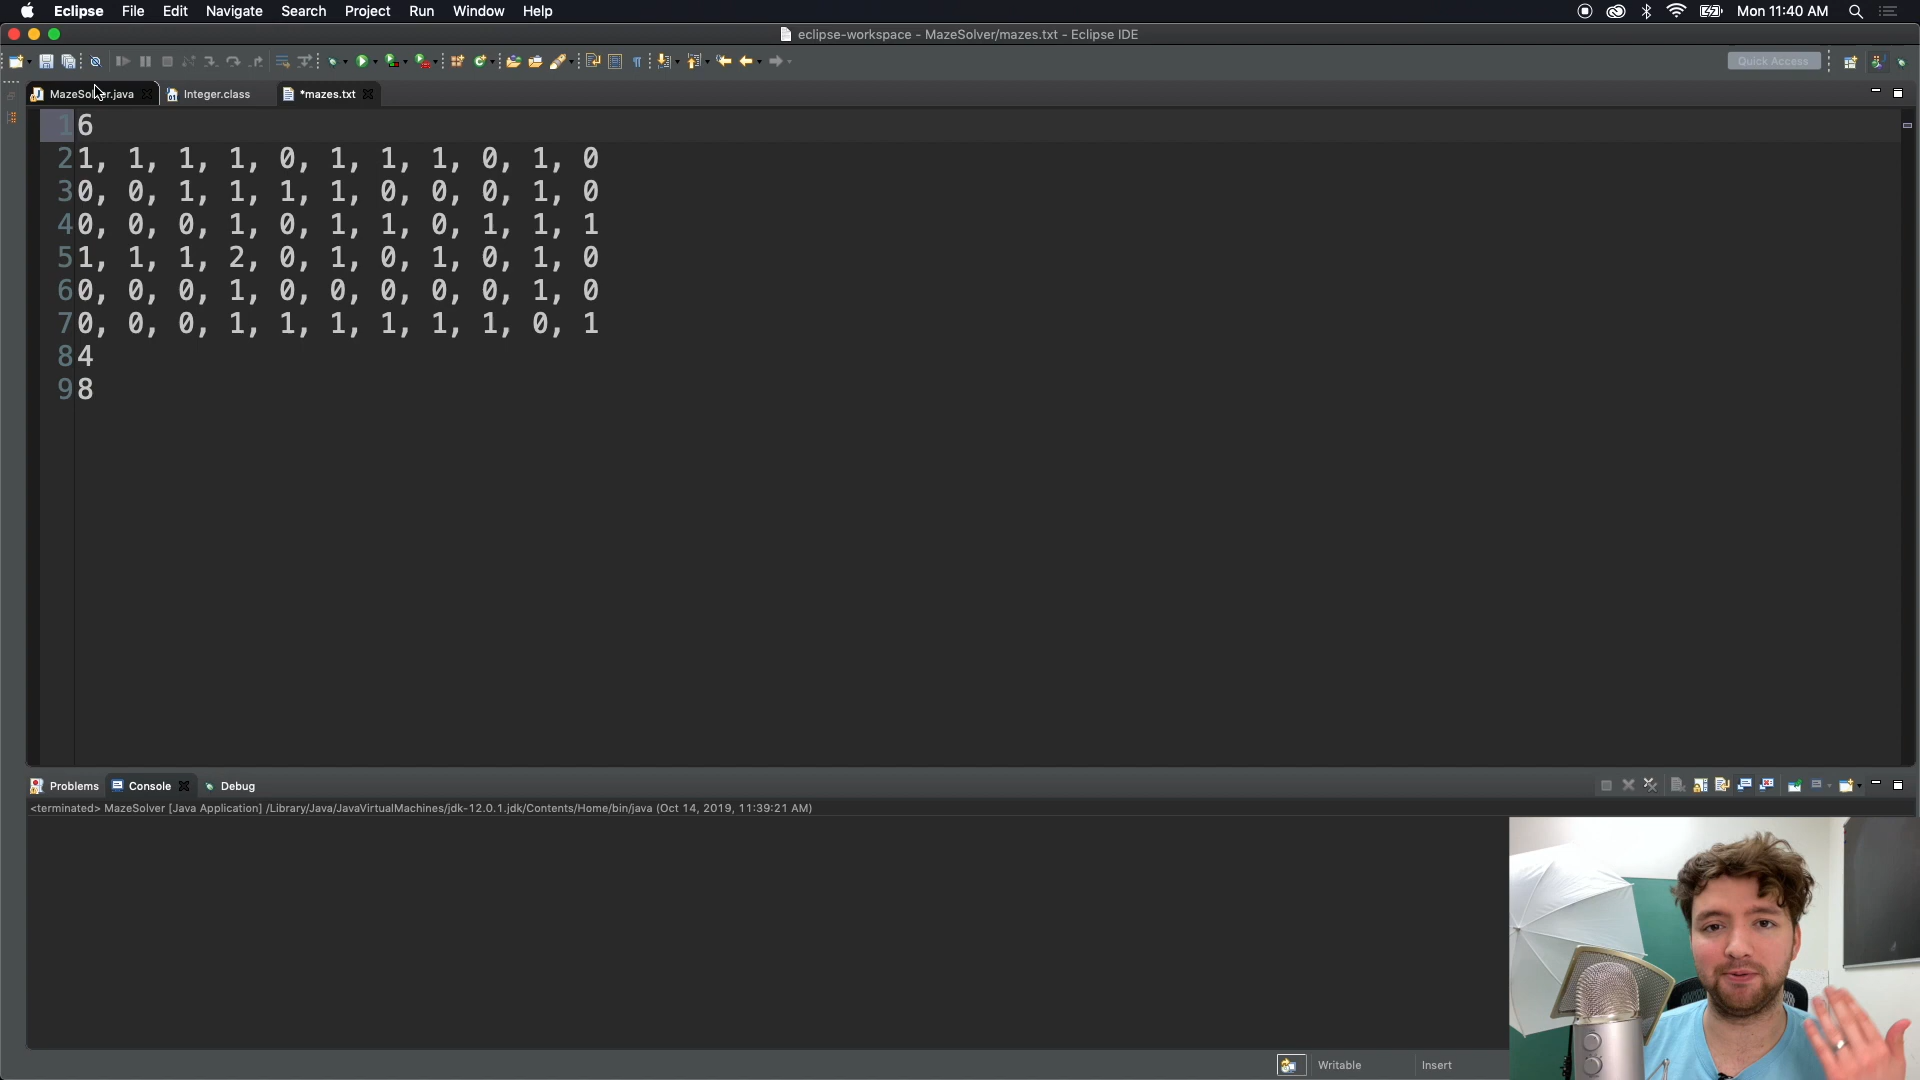 Eclipse File Edit Navigate Search Project Run Window Help Mon 11:40 AM
eclipse-workspace - MazeSolver/mazes.txt - Eclipse IDE
Quick Access
MazeSolver.java Integer.class *mazes.txt
1 6
2 1, 1, 1, 1, 0, 1, 1, 1, 0, 1, 0
3 0, 0, 1, 1, 1, 1, 0, 0, 0, 1, 0
4 0, 0, 0, 1, 0, 1, 1, 0, 1, 1, 1
5 1, 1, 1, 2, 0, 1, 0, 1, 0, 1, 0
6 0, 0, 0, 1, 0, 0, 0, 0, 0, 1, 0
7 0, 0, 0, 1, 1, 1, 1, 1, 1, 0, 1
8 4
9 8
Problems Console Debug
<terminated> MazeSolver [Java Application] /Library/Java/JavaVirtualMachines/jdk-12.0.1.jdk/Contents/Home/bin/java (Oct 14, 2019, 11:39:21 AM)
Writable Insert